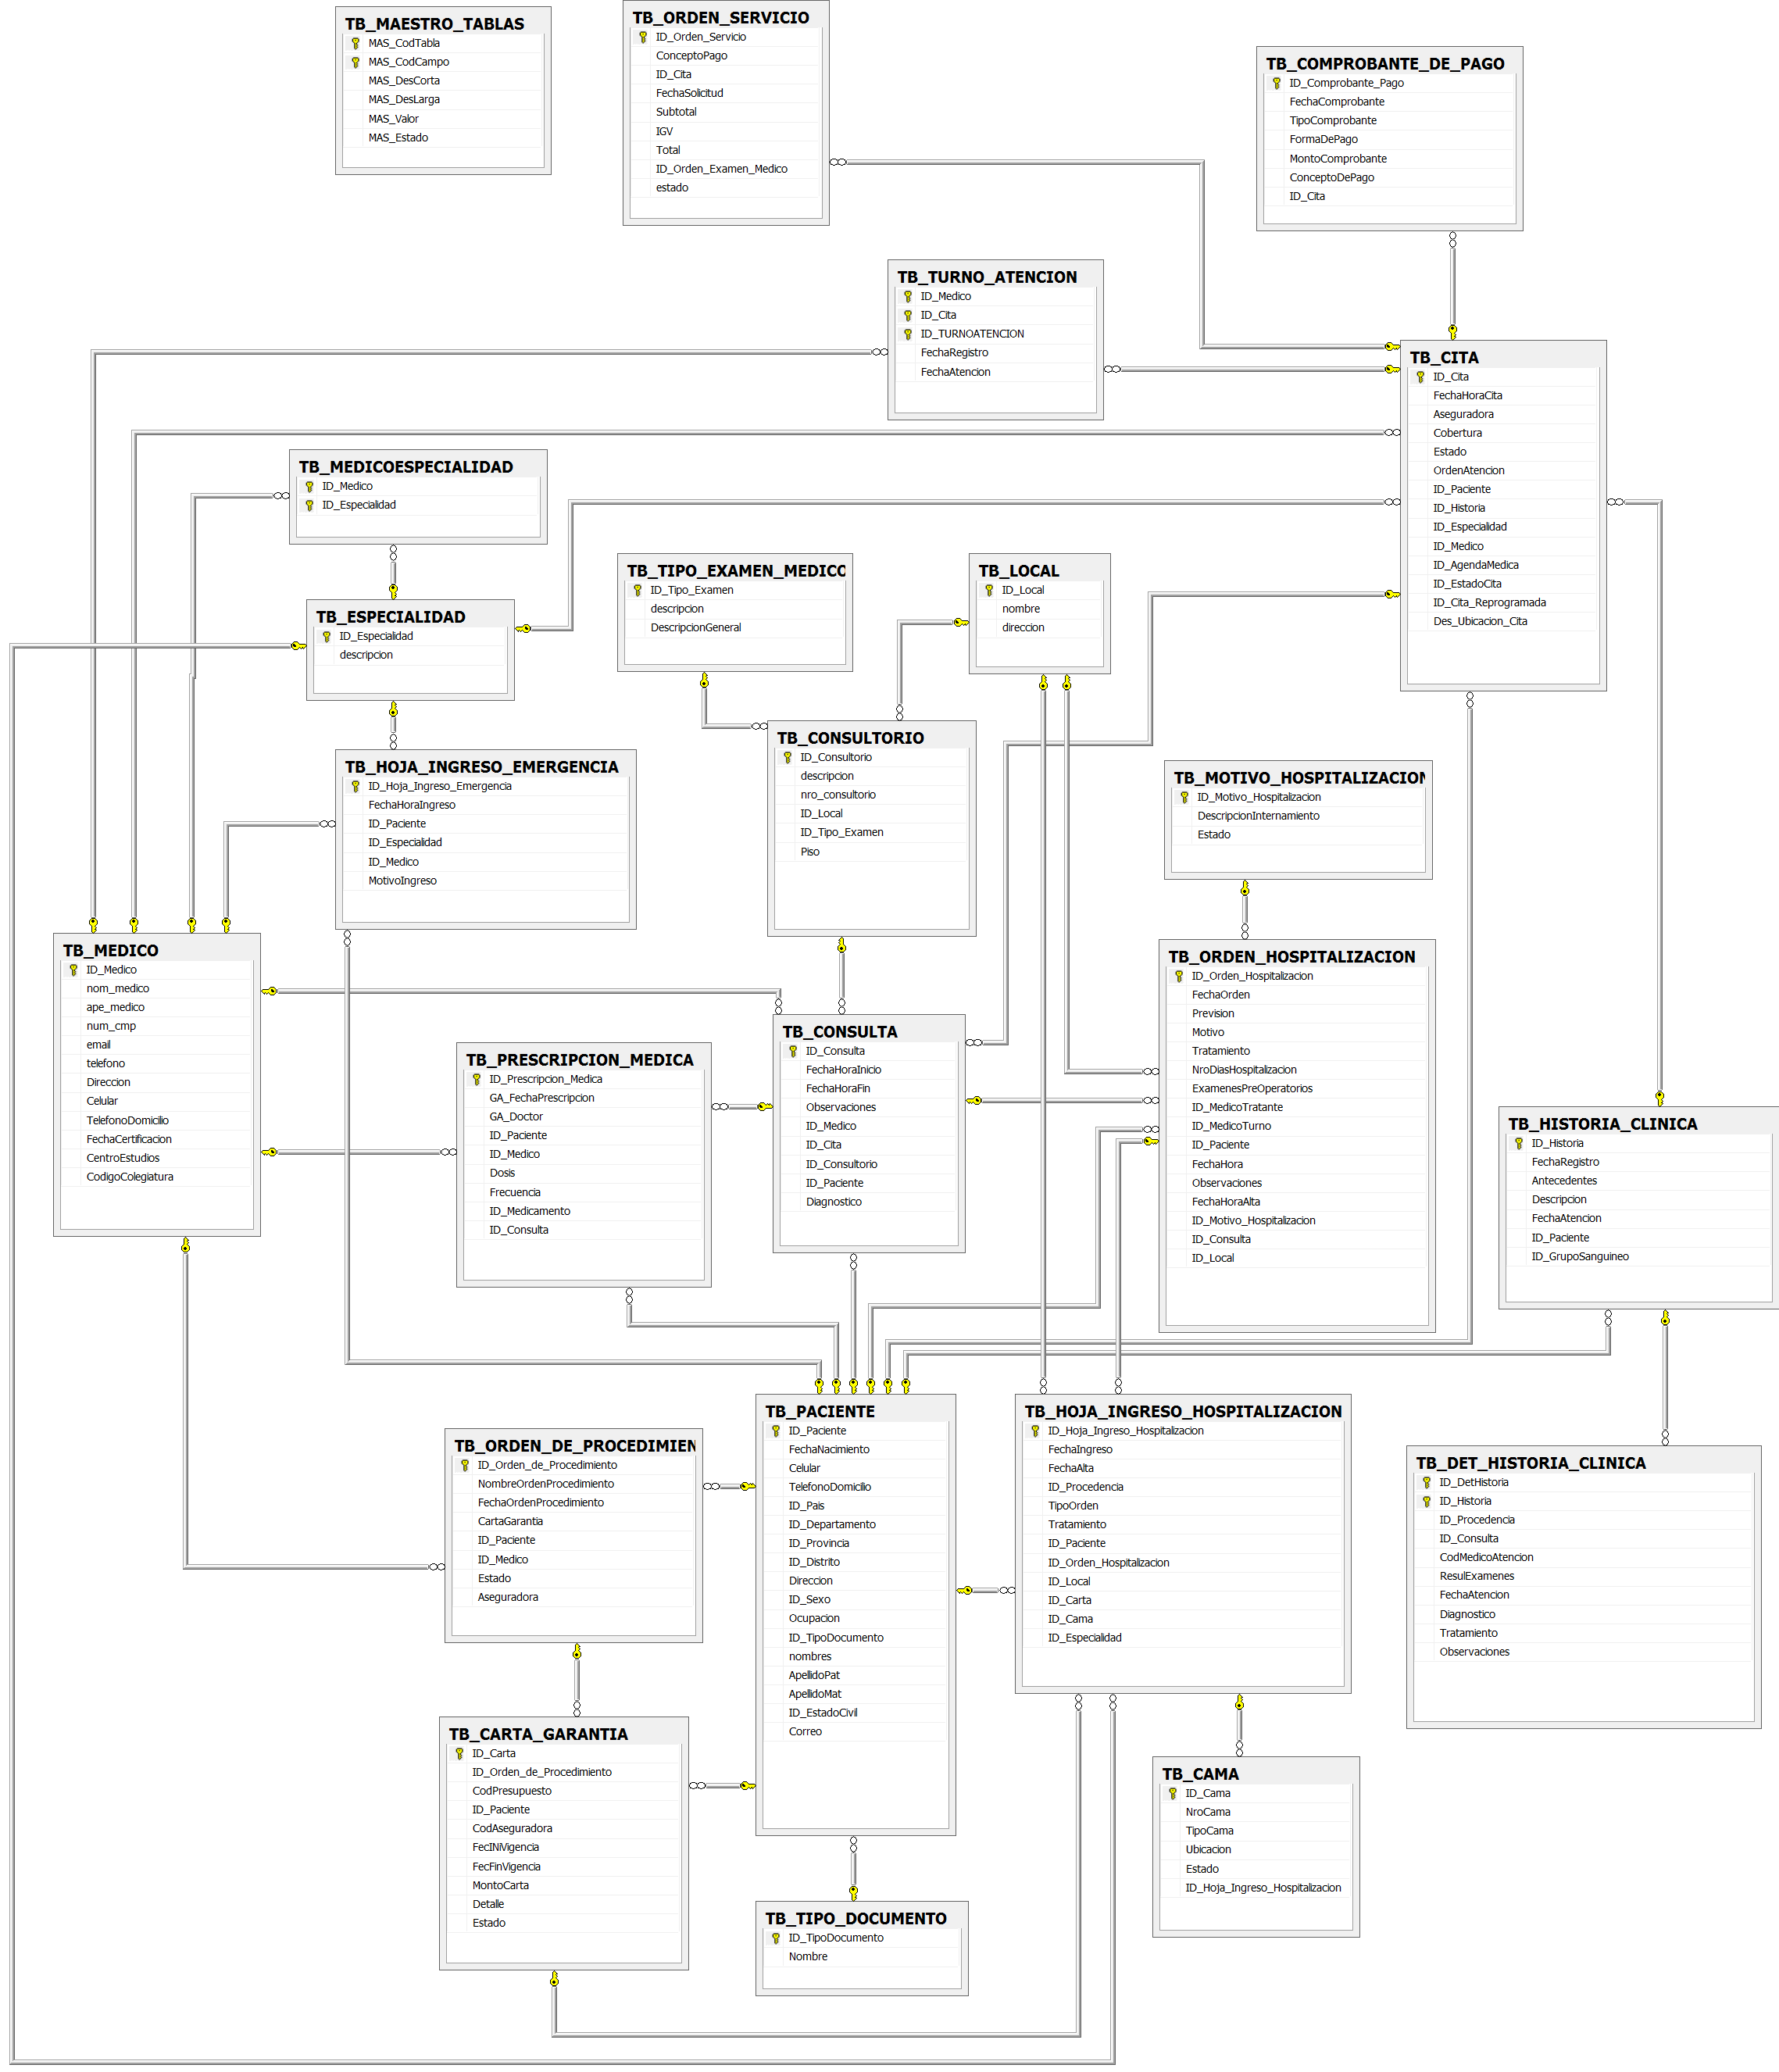 TB_MAESTRO_TABLAS
MAS_CodTabla
MAS_CodCampo
MAS_DesCorta
MAS_DesLarga
MAS_Valor
MAS_Estado
TB_ORDEN_SERVICIO
ID_Orden_Servicio
ConceptoPago
ID_Cita
FechaSolicitud
Subtotal
IGV
Total
ID_Orden_Examen_Medico
estado
TB_COMPROBANTE_DE_PAGO
ID_Comprobante_Pago
FechaComprobante
TipoComprobante
FormaDePago
MontoComprobante
ConceptoDePago
ID_Cita
TB_TURNO_ATENCION
ID_Medico
ID_Cita
ID_TURNOATENCION
FechaRegistro
FechaAtencion
TB_CITA
ID_Cita
FechaHoraCita
Aseguradora
Cobertura
Estado
OrdenAtencion
ID_Paciente
ID_Historia
ID_Especialidad
ID_Medico
ID_AgendaMedica
ID_EstadoCita
ID_Cita_Reprogramada
Des_Ubicacion_Cita
TB_MEDICOESPECIALIDAD
ID_Medico
ID_Especialidad
TB_TIPO_EXAMEN_MEDICO
ID_Tipo_Examen
descripcion
DescripcionGeneral
TB_LOCAL
ID_Local
nombre
direccion
TB_ESPECIALIDAD
ID_Especialidad
descripcion
TB_CONSULTORIO
ID_Consultorio
descripcion
nro_consultorio
ID_Local
ID_Tipo_Examen
Piso
TB_HOJA_INGRESO_EMERGENCIA
ID_Hoja_Ingreso_Emergencia
FechaHoraIngreso
ID_Paciente
ID_Especialidad
ID_Medico
MotivoIngreso
TB_MOTIVO_HOSPITALIZACION
ID_Motivo_Hospitalizacion
DescripcionInternamiento
Estado
TB_MEDICO
ID_Medico
nom_medico
ape_medico
num_cmp
email
telefono
Direccion
Celular
TelefonoDomicilio
FechaCertificacion
CentroEstudios
CodigoColegiatura
TB_ORDEN_HOSPITALIZACION
ID_Orden_Hospitalizacion
FechaOrden
Prevision
Motivo
Tratamiento
NroDiasHospitalizacion
ExamenesPreOperatorios
ID_MedicoTratante
ID_MedicoTurno
ID_Paciente
FechaHora
Observaciones
FechaHoraAlta
ID_Motivo_Hospitalizacion
ID_Consulta
ID_Local
TB_CONSULTA
ID_Consulta
FechaHoraInicio
FechaHoraFin
Observaciones
ID_Medico
ID_Cita
ID_Consultorio
ID_Paciente
Diagnostico
TB_PRESCRIPCION_MEDICA
ID_Prescripcion_Medica
GA_FechaPrescripcion
GA_Doctor
ID_Paciente
ID_Medico
Dosis
Frecuencia
ID_Medicamento
ID_Consulta
TB_HISTORIA_CLINICA
ID_Historia
FechaRegistro
Antecedentes
Descripcion
FechaAtencion
ID_Paciente
ID_GrupoSanguineo
TB_PACIENTE
ID_Paciente
FechaNacimiento
Celular
TelefonoDomicilio
ID_Pais
ID_Departamento
ID_Provincia
ID_Distrito
Direccion
ID_Sexo
Ocupacion
ID_TipoDocumento
nombres
ApellidoPat
ApellidoMat
ID_EstadoCivil
Correo
TB_HOJA_INGRESO_HOSPITALIZACION
ID_Hoja_Ingreso_Hospitalizacion
FechaIngreso
FechaAlta
ID_Procedencia
TipoOrden
Tratamiento
ID_Paciente
ID_Orden_Hospitalizacion
ID_Local
ID_Carta
ID_Cama
ID_Especialidad
TB_ORDEN_DE_PROCEDIMIEN
ID_Orden_de_Procedimiento
NombreOrdenProcedimiento
FechaOrdenProcedimiento
CartaGarantia
ID_Paciente
ID_Medico
Estado
Aseguradora
TB_DET_HISTORIA_CLINICA
ID_DetHistoria
ID_Historia
ID_Procedencia
ID_Consulta
CodMedicoAtencion
ResulExamenes
FechaAtencion
Diagnostico
Tratamiento
Observaciones
TB_CARTA_GARANTIA
ID_Carta
ID_Orden_de_Procedimiento
CodPresupuesto
ID_Paciente
CodAseguradora
FecINiVigencia
FecFinVigencia
MontoCarta
Detalle
Estado
TB_CAMA
ID_Cama
NroCama
TipoCama
Ubicacion
Estado
ID_Hoja_Ingreso_Hospitalizacion
TB_TIPO_DOCUMENTO
ID_TipoDocumento
Nombre